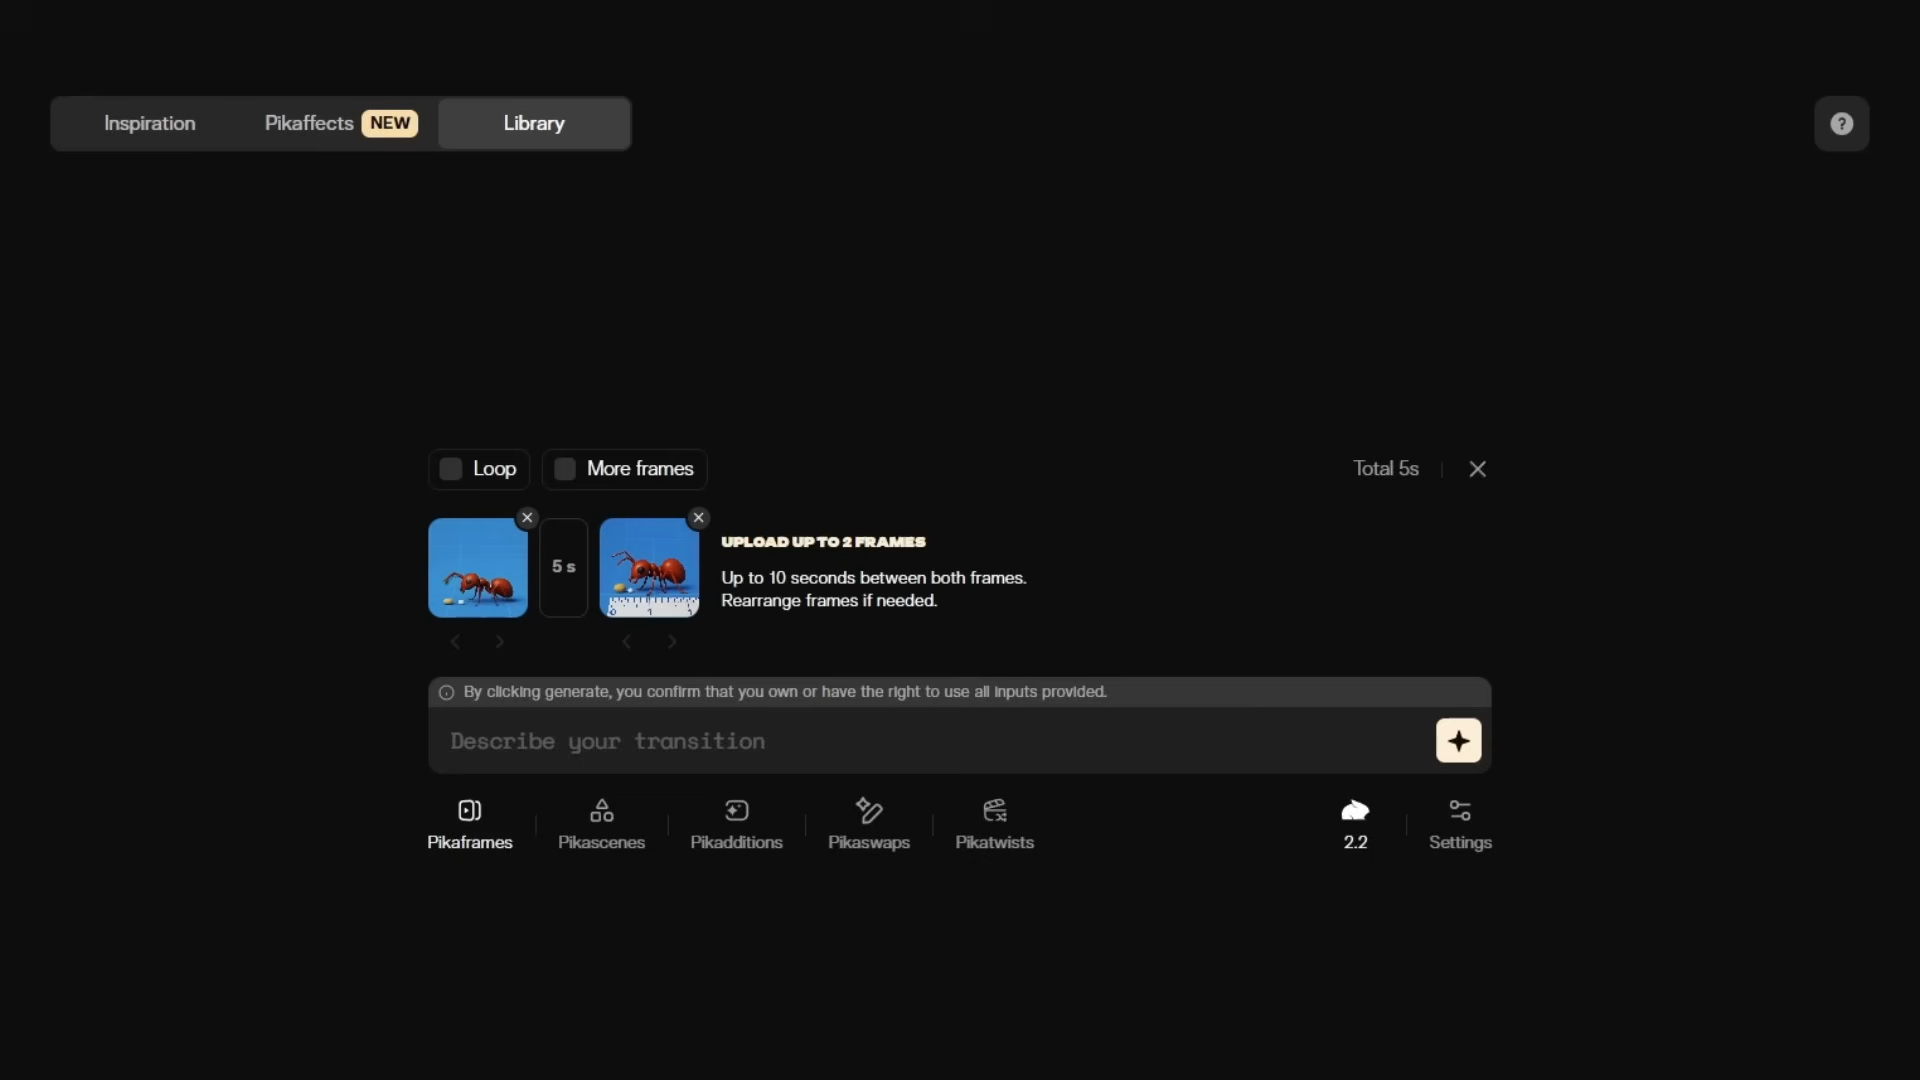 Inspiration
Pikaffects NEW
Library
?
Loop
More frames
Total 5s
5 s
0 1
UPLOAD UP TO 2 FRAMES
Up to 10 seconds between both frames.
Rearrange frames if needed.
By clicking generate, you confirm that you own or have the right to use all inputs provided.
Describe your transition
Pikaframes
Pikascenes
Pikadditions
Pikaswaps
Pikatwists
2.2
Settings